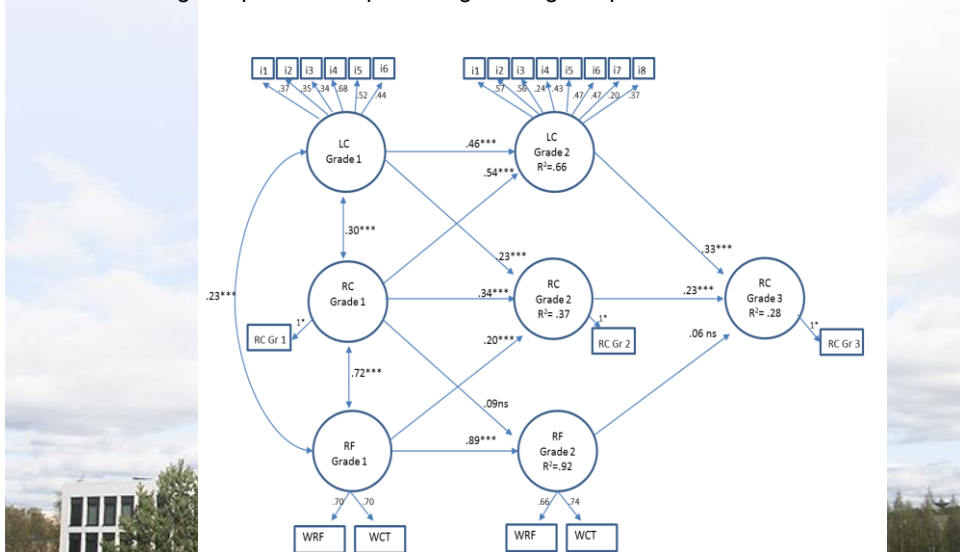 i1 i2 i3 i4 i5 i6
.37 .35 .34 .68 .52 .44
i1 i2 i3 i4 i5 i6 i7 i8
.57 .56 .24 .43 .47 .47 .20 .37
LC
Grade 1
.46***
LC
Grade 2
R²=.66
.54***
.30***
.23***
.33***
.23***
RC
Grade 1
.34***
RC
Grade 2
R²= .37
.23***
RC
Grade 3
R²= .28
1*
RC Gr 1
1*
RC Gr 2
1*
RC Gr 3
.20***
.06 ns
.72***
.09ns
RF
Grade 1
.89***
RF
Grade 2
R²=.92
.70 .70
.66 .74
WRF WCT
WRF WCT